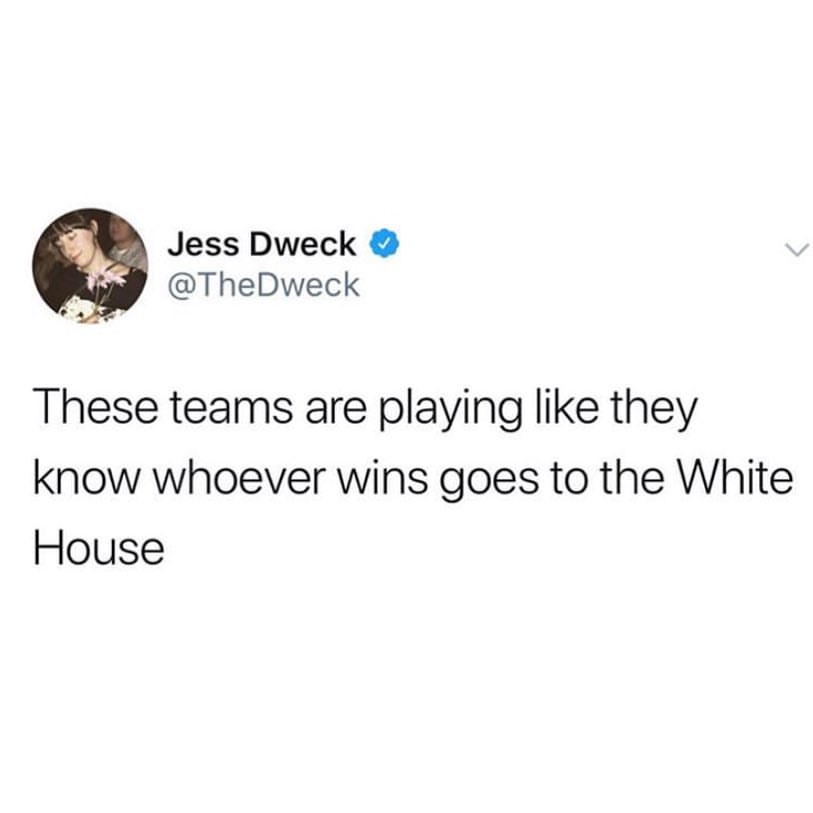 Jess Dweck
@TheDweck
These teams are playing like they
know whoever wins goes to the White
House